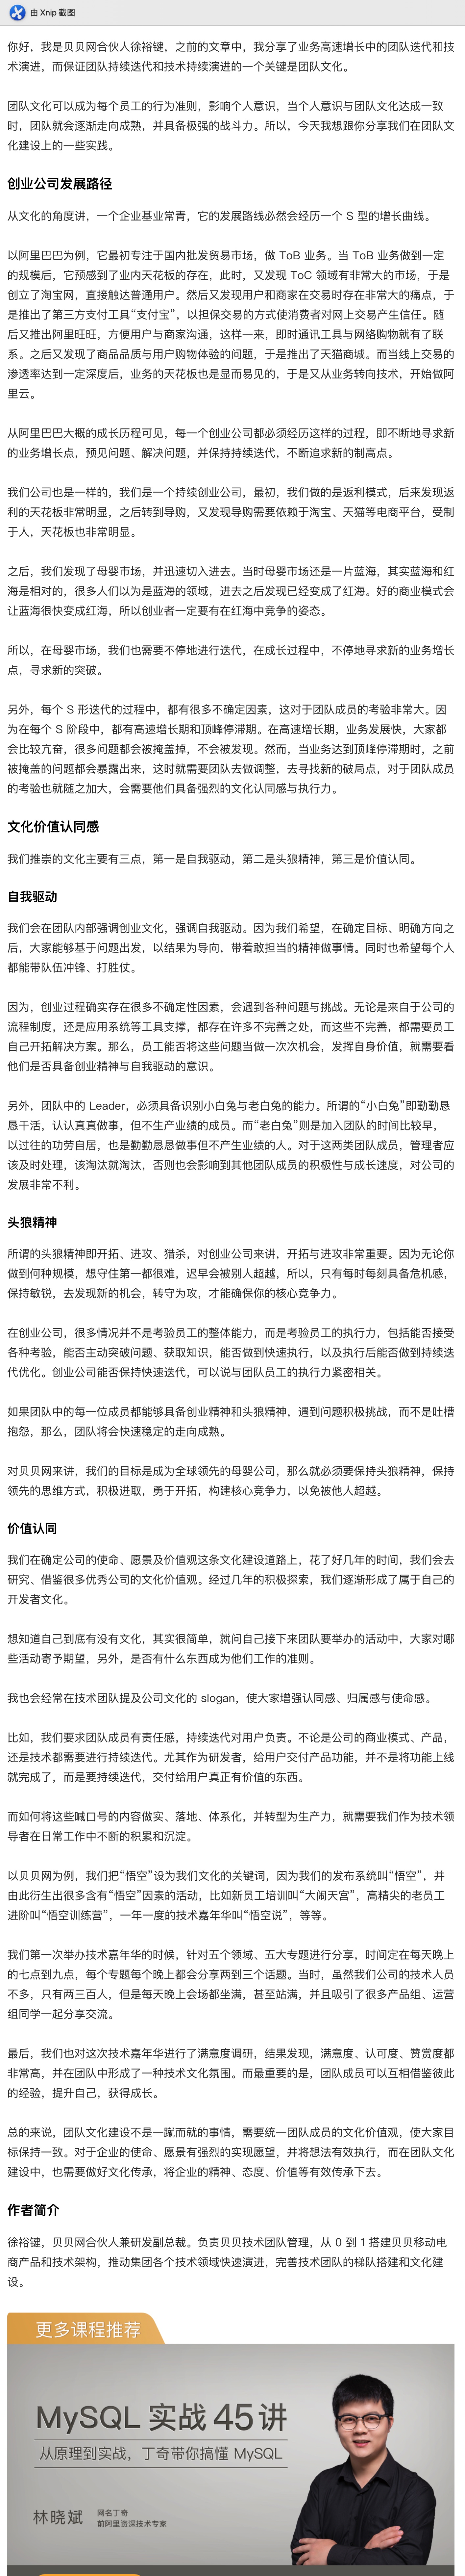 由 Xnip 截图
你好，我是贝贝网合伙人徐裕键，之前的文章中，我分享了业务高速增长中的团队迭代和技
术演进，而保证团队持续迭代和技术持续演进的一个关键是团队文化。
团队文化可以成为每个员工的行为准则，影响个人意识，当个人意识与团队文化达成一致
时，团队就会逐渐走向成熟，并具备极强的战斗力。所以，今天我想跟你分享我们在团队文
化建设上的一些实践。
创业公司发展路径
从文化的角度讲，一个企业基业常青，它的发展路线必然会经历一个 S 型的增长曲线。
以阿里巴巴为例，它最初专注于国内批发贸易市场，做 ToB 业务。当 ToB 业务做到一定
的规模后，它预感到了业内天花板的存在，此时，又发现 ToC 领域有非常大的市场，于是
创立了淘宝网，直接触达普通用户。然后又发现用户和商家在交易时存在非常大的痛点，于
是推出了第三方支付工具“支付宝”，以担保交易的方式使消费者对网上交易产生信任。随
后又推出阿里旺旺，方便用户与商家沟通，这样一来，即时通讯工具与网络购物就有了联
系。之后又发现了商品品质与用户购物体验的问题，于是推出了天猫商城。而当线上交易的
渗透率达到一定深度后，业务的天花板也是显而易见的，于是又从业务转向技术，开始做阿
里云。
从阿里巴巴大概的成长历程可见，每一个创业公司都必须经历这样的过程，即不断地寻求新
的业务增长点，预见问题、解决问题，并保持持续迭代，不断追求新的制高点。
我们公司也是一样的，我们是一个持续创业公司，最初，我们做的是返利模式，后来发现返
利的天花板非常明显，之后转到导购，又发现导购需要依赖于淘宝、天猫等电商平台，受制
于人，天花板也非常明显。
之后，我们发现了母婴市场，并迅速切入进去。当时母婴市场还是一片蓝海，其实蓝海和红
海是相对的，很多人们以为是蓝海的领域，进去之后发现已经变成了红海。好的商业模式会
让蓝海很快变成红海，所以创业者一定要有在红海中竞争的姿态。
所以，在母婴市场，我们也需要不停地进行迭代，在成长过程中，不停地寻求新的业务增长
点，寻求新的突破。
另外，每个 S 形迭代的过程中，都有很多不确定因素，这对于团队成员的考验非常大。因
为在每个 S 阶段中，都有高速增长期和顶峰停滞期。在高速增长期，业务发展快，大家都
会比较亢奋，很多问题都会被掩盖掉，不会被发现。然而，当业务达到顶峰停滞期时，之前
被掩盖的问题都会暴露出来，这时就需要团队去做调整，去寻找新的破局点，对于团队成员
的考验也就随之加大，会需要他们具备强烈的文化认同感与执行力。
文化价值认同感
我们推崇的文化主要有三点，第一是自我驱动，第二是头狼精神，第三是价值认同。
自我驱动
我们会在团队内部强调创业文化，强调自我驱动。因为我们希望，在确定目标、明确方向之
后，大家能够基于问题出发，以结果为导向，带着敢担当的精神做事情。同时也希望每个人
都能带队伍冲锋、打胜仗。
因为，创业过程确实存在很多不确定性因素，会遇到各种问题与挑战。无论是来自于公司的
流程制度，还是应用系统等工具支撑，都存在许多不完善之处，而这些不完善，都需要员工
自己开拓解决方案。那么，员工能否将这些问题当做一次次机会，发挥自身价值，就需要看
他们是否具备创业精神与自我驱动的意识。
另外，团队中的 Leader，必须具备识别小白兔与老白兔的能力。所谓的“小白兔”即勤勤恳
恳干活，认认真真做事，但不生产业绩的成员。而“老白兔”则是加入团队的时间比较早，
以过往的功劳自居，也是勤勤恳恳做事但不产生业绩的人。对于这两类团队成员，管理者应
该及时处理，该淘汰就淘汰，否则也会影响到其他团队成员的积极性与成长速度，对公司的
发展非常不利。
头狼精神
所谓的头狼精神即开拓、进攻、猎杀，对创业公司来讲，开拓与进攻非常重要。因为无论你
做到何种规模，想守住第一都很难，迟早会被别人超越，所以，只有每时每刻具备危机感，
保持敏锐，去发现新的机会，转守为攻，才能确保你的核心竞争力。
在创业公司，很多情况并不是考验员工的整体能力，而是考验员工的执行力，包括能否接受
各种考验，能否主动突破问题、获取知识，能否做到快速执行，以及执行后能否做到持续迭
代优化。创业公司能否保持快速迭代，可以说与团队员工的执行力紧密相关。
如果团队中的每一位成员都能够具备创业精神和头狼精神，遇到问题积极挑战，而不是吐槽
抱怨，那么，团队将会快速稳定的走向成熟。
对贝贝网来讲，我们的目标是成为全球领先的母婴公司，那么就必须要保持头狼精神，保持
领先的思维方式，积极进取，勇于开拓，构建核心竞争力，以免被他人超越。
价值认同
我们在确定公司的使命、愿景及价值观这条文化建设道路上，花了好几年的时间，我们会去
研究、借鉴很多优秀公司的文化价值观。经过几年的积极探索，我们逐渐形成了属于自己的
开发者文化。
想知道自己到底有没有文化，其实很简单，就问自己接下来团队要举办的活动中，大家对哪
些活动寄予期望，另外，是否有什么东西成为他们工作的准则。
我也会经常在技术团队提及公司文化的 slogan，使大家增强认同感、归属感与使命感。
比如，我们要求团队成员有责任感，持续迭代对用户负责。不论是公司的商业模式、产品，
还是技术都需要进行持续迭代。尤其作为研发者，给用户交付产品功能，并不是将功能上线
就完成了，而是要持续迭代，交付给用户真正有价值的东西。
而如何将这些喊口号的内容做实、落地、体系化，并转型为生产力，就需要我们作为技术领
导者在日常工作中不断的积累和沉淀。
以贝贝网为例，我们把“悟空”设为我们文化的关键词，因为我们的发布系统叫“悟空”，并
由此衍生出很多含有“悟空”因素的活动，比如新员工培训叫“大闹天宫”，高精尖的老员工
进阶叫“悟空训练营”，一年一度的技术嘉年华叫“悟空说”，等等。
我们第一次举办技术嘉年华的时候，针对五个领域、五大专题进行分享，时间定在每天晚上
的七点到九点，每个专题每个晚上都会分享两到三个话题。当时，虽然我们公司的技术人员
不多，只有两三百人，但是每天晚上会场都坐满，甚至站满，并且吸引了很多产品组、运营
组同学一起分享交流。
最后，我们也对这次技术嘉年华进行了满意度调研，结果发现，满意度、认可度、赞赏度都
非常高，并在团队中形成了一种技术文化氛围。而最重要的是，团队成员可以互相借鉴彼此
的经验，提升自己，获得成长。
总的来说，团队文化建设不是一蹴而就的事情，需要统一团队成员的文化价值观，使大家目
标保持一致。对于企业的使命、愿景有强烈的实现愿望，并将想法有效执行，而在团队文化
建设中，也需要做好文化传承，将企业的精神、态度、价值等有效传承下去。
作者简介
徐裕键，贝贝网合伙人兼研发副总裁。负责贝贝技术团队管理，从 0 到 1 搭建贝贝移动电
商产品和技术架构，推动集团各个技术领域快速演进，完善技术团队的梯队搭建和文化建
设。
更多课程推荐
MySQL 实战 45 讲
从原理到实战，丁奇带你搞懂 MySQL
林晓斌
网名丁奇
前阿里资深技术专家